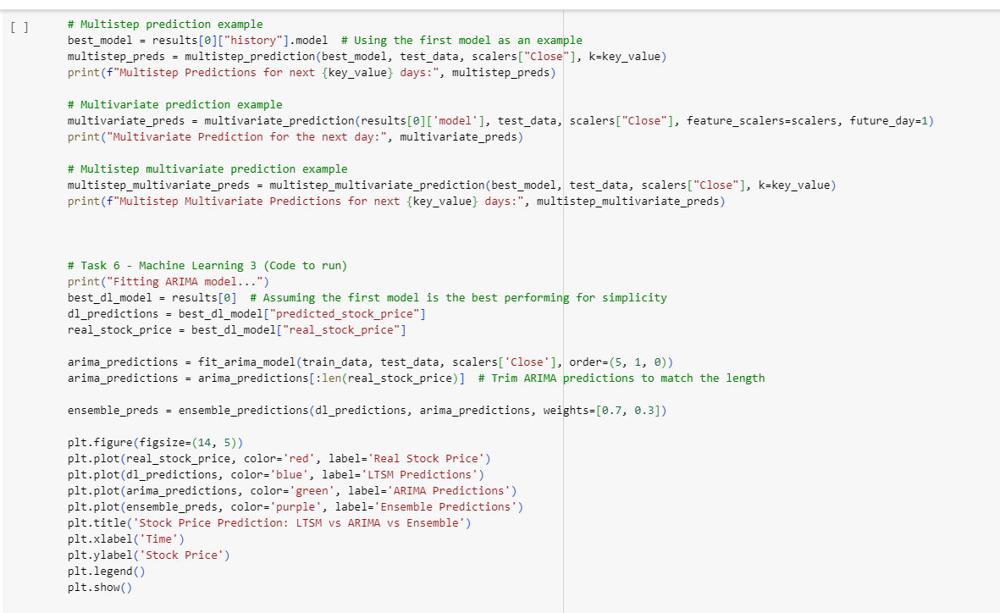 [ ]
# Multistep prediction example
best_model = results[0]["history"].model  # Using the first model as an example
multistep_preds = multistep_prediction(best_model, test_data, scalers["Close"], k=key_value)
print(f"Multistep Predictions for next {key_value} days:", multistep_preds)
# Multivariate prediction example
multivariate_preds = multivariate_prediction(results[0]['model'], test_data, scalers["Close"], feature_scalers=scalers, future_day=1)
print("Multivariate Prediction for the next day:", multivariate_preds)
# Multistep multivariate prediction example
multistep_multivariate_preds = multistep_multivariate_prediction(best_model, test_data, scalers["Close"], k=key_value)
print(f"Multistep Multivariate Predictions for next {key_value} days:", multistep_multivariate_preds)
# Task 6 - Machine Learning 3 (Code to run)
print("Fitting ARIMA model...")
best_dl_model = results[0]  # Assuming the first model is the best performing for simplicity
dl_predictions = best_dl_model["predicted_stock_price"]
real_stock_price = best_dl_model["real_stock_price"]
arima_predictions = fit_arima_model(train_data, test_data, scalers['Close'], order=(5, 1, 0))
arima_predictions = arima_predictions[:len(real_stock_price)]  # Trim ARIMA predictions to match the length
ensemble_preds = ensemble_predictions(dl_predictions, arima_predictions, weights=[0.7, 0.3])
plt.figure(figsize=(14, 5))
plt.plot(real_stock_price, color='red', label='Real Stock Price')
plt.plot(dl_predictions, color='blue', label='LTSM Predictions')
plt.plot(arima_predictions, color='green', label='ARIMA Predictions')
plt.plot(ensemble_preds, color='purple', label='Ensemble Predictions')
plt.title('Stock Price Prediction: LTSM vs ARIMA vs Ensemble')
plt.xlabel('Time')
plt.ylabel('Stock Price')
plt.legend()
plt.show()